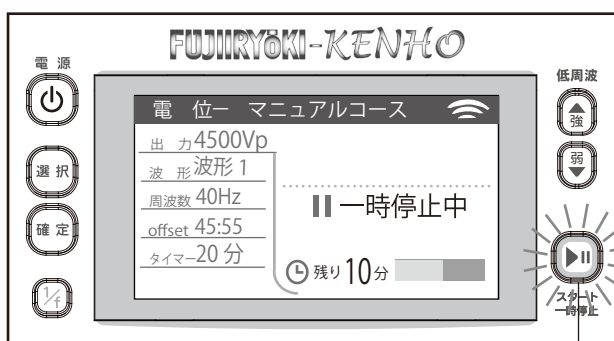 FUJIIRYŌKI-KENHO
電 源
低周波
電 位ー マニュアルコース
強
出 力4500Vp
弱
選 択
波 形 波形 1
周波数 40Hz
一時停止中
確 定
offset 45:55
タイマー20 分
残り10分
1/f
スタート
一時停止